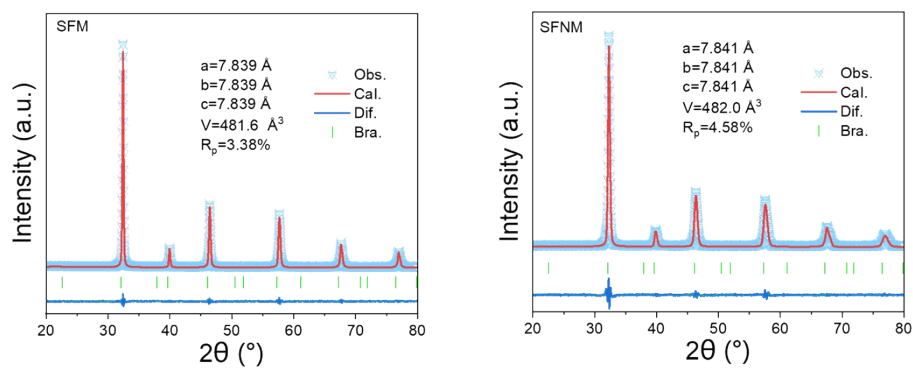 SFM
a=7.839 Å
b=7.839 Å
c=7.839 Å
V=481.6 Å³
Rₚ=3.38%
Obs.
Cal.
Dif.
Bra.
Intensity (a.u.)
20 30 40 50 60 70 80
2θ (°)
SFNM
a=7.841 Å
b=7.841 Å
c=7.841 Å
V=482.0 Å³
Rₚ=4.58%
Obs.
Cal.
Dif.
Bra.
Intensity (a.u.)
20 30 40 50 60 70 80
2θ (°)